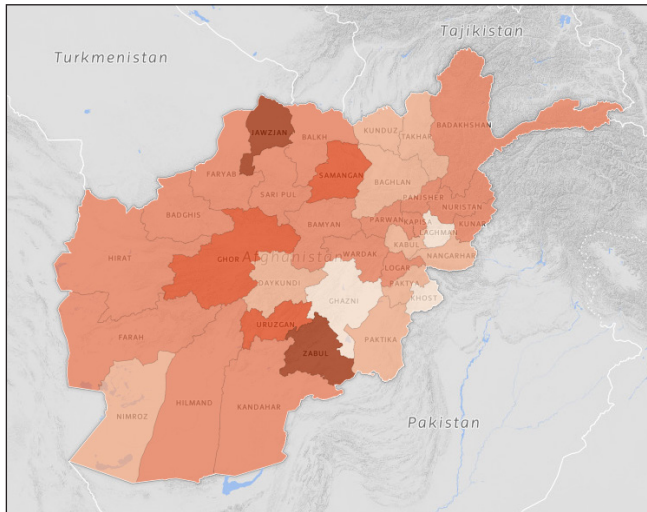 Tajikistan
Turkmenistan
JAWZJAN
BALKH
KUNDUZ
TAKHAR
BADAKHSHAN
FARYAB
SAMANGAN
BAGHLAN
SARI PUL
PANJSHER
NURISTAN
BADGHIS
BAMYAN
PARWAN
KAPISA
KUNAR
LAGHMAN
HIRAT
GHOR
Afghanistan
WARDAK
KABUL
NANGARHAR
LOGAR
DAYKUNDI
PAKTYA
GHAZNI
KHOST
URUZGAN
FARAH
PAKTIKA
ZABUL
NIMROZ
HILMAND
KANDAHAR
Pakistan